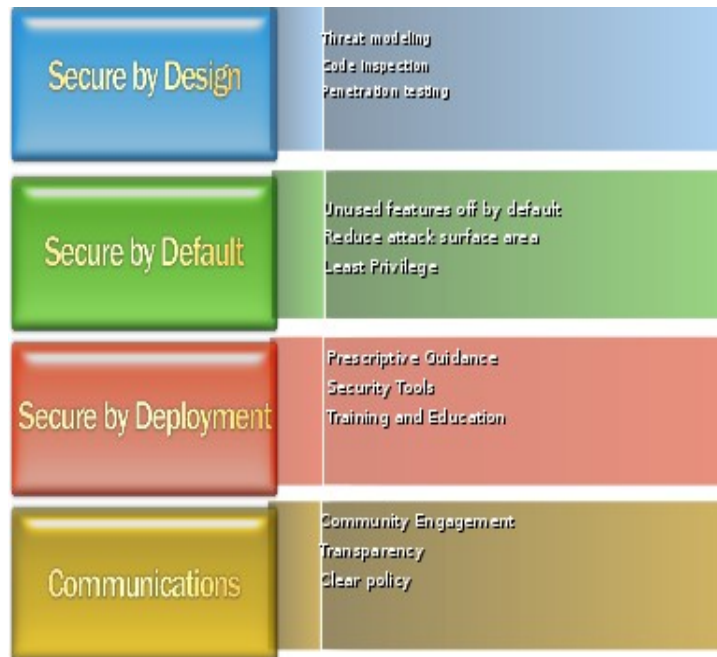 Secure by Design
Threat modeling
Code Inspection
Penetration testing
Secure by Default
Unused features off by default
Reduce attack surface area
Least Privilege
Secure by Deployment
Prescriptive Guidance
Security Tools
Training and Education
Communications
Community Engagement
Transparency
Clear policy